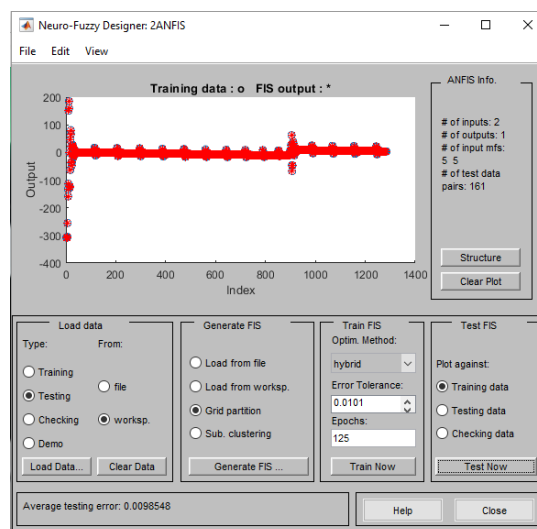 Neuro-Fuzzy Designer: 2ANFIS
File Edit View
Training data : o FIS output : *
200
100
0
-100
-200
-300
-400
Output
0 200 400 600 800 1000 1200 1400
Index
ANFIS Info.
# of inputs: 2
# of outputs: 1
# of input mfs:
5 5
# of test data
pairs: 161
Structure
Clear Plot
Load data
Type: From:
Training
Testing
Checking
Demo
file
worksp.
Load Data... Clear Data
Generate FIS
Load from file
Load from worksp.
Grid partition
Sub. clustering
Generate FIS ...
Train FIS
Optim. Method:
hybrid
Error Tolerance:
0.0101
Epochs:
125
Train Now
Test FIS
Plot against:
Training data
Testing data
Checking data
Test Now
Average testing error: 0.0098548
Help Close